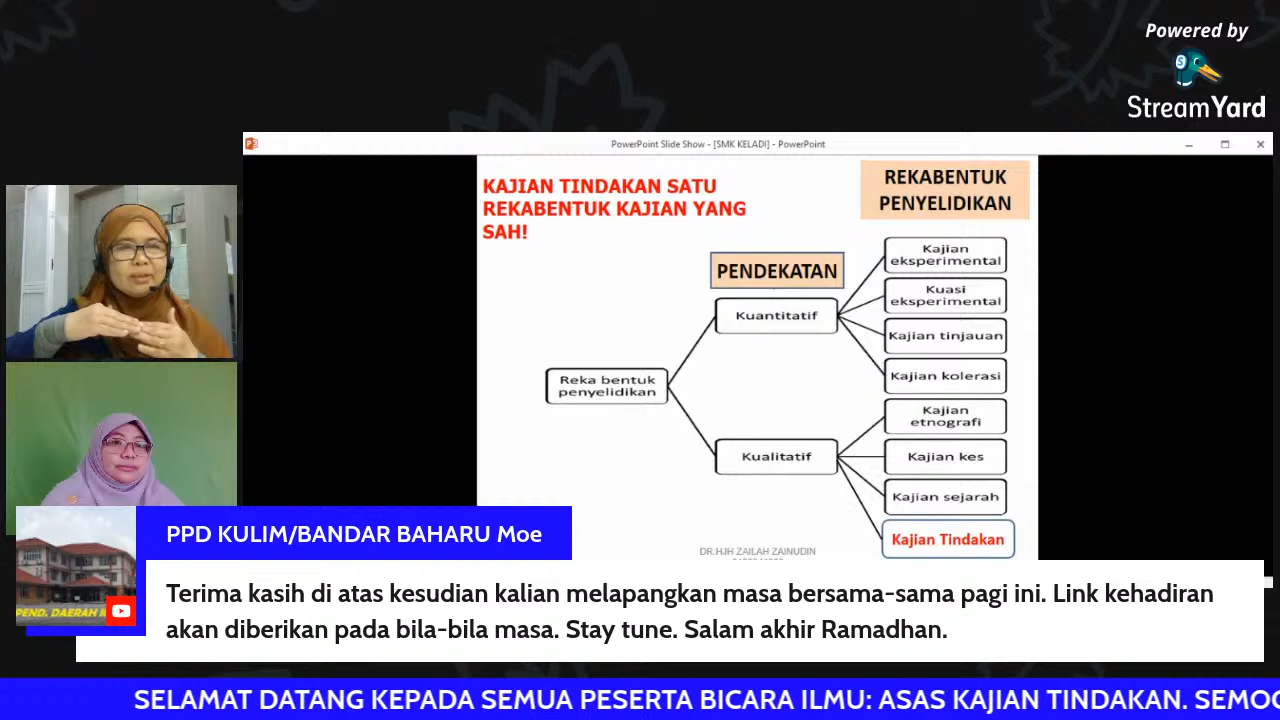 Powered by
StreamYard
PowerPoint Slide Show - [SMK KELADI] - PowerPoint
KAJIAN TINDAKAN SATU
REKABENTUK KAJIAN YANG
SAH!
REKABENTUK
PENYELIDIKAN
PENDEKATAN
Kajian
eksperimental
Kuasi
eksperimental
Kuantitatif
Kajian tinjauan
Kajian kolerasi
Reka bentuk
penyelidikan
Kajian
etnografi
Kualitatif
Kajian kes
Kajian sejarah
Kajian Tindakan
DR.HJH ZAILAH ZAINUDIN
PPD KULIM/BANDAR BAHARU Moe
PEND. DAERAH
Terima kasih di atas kesudian kalian melapangkan masa bersama-sama pagi ini. Link kehadiran
akan diberikan pada bila-bila masa. Stay tune. Salam akhir Ramadhan.
SELAMAT DATANG KEPADA SEMUA PESERTA BICARA ILMU: ASAS KAJIAN TINDAKAN. SEMO